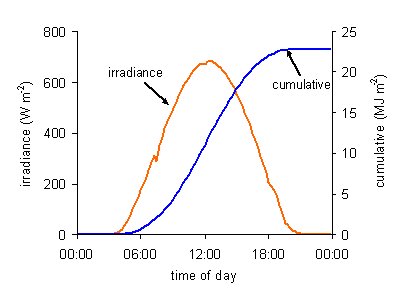 800
600
400
200
0
irradiance (W m-2)
irradiance
cumulative
25
20
15
10
5
0
cumulative (MJ m-2)
00:00 06:00 12:00 18:00 00:00
time of day